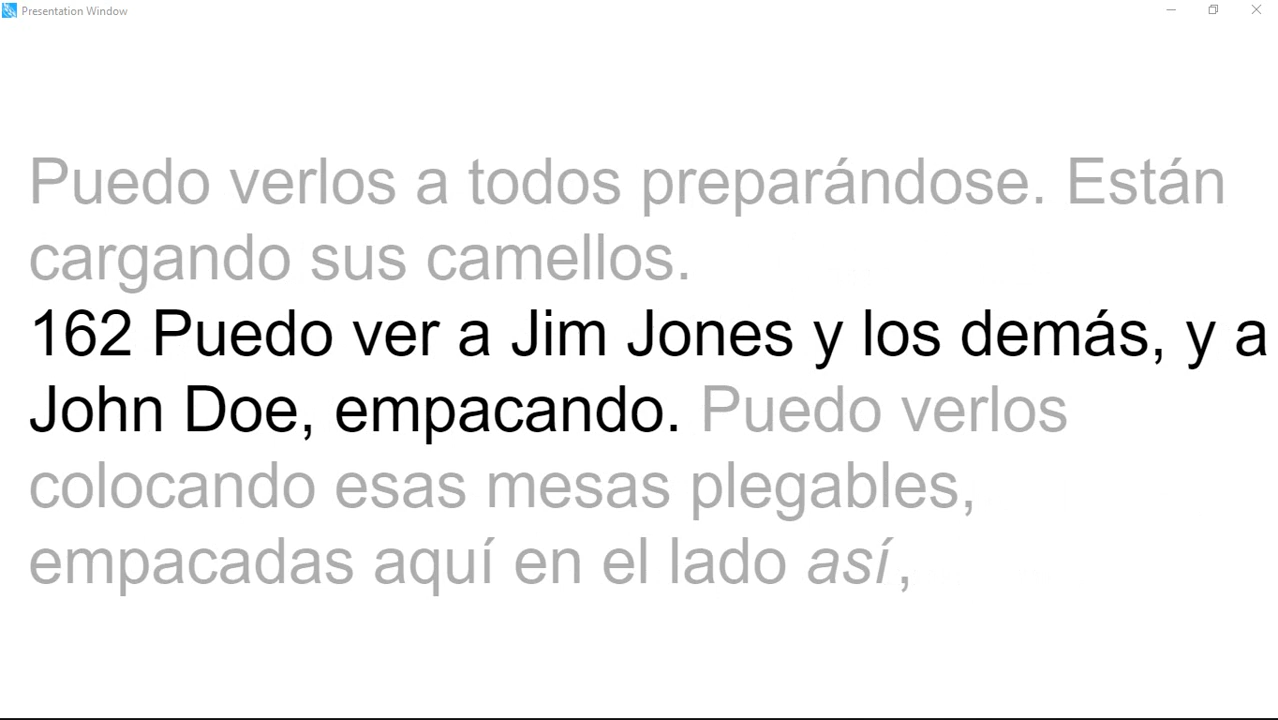 Presentation Window
Puedo verlos a todos preparándose. Están
cargando sus camellos.
162 Puedo ver a Jim Jones y los demás, y a
John Doe, empacando. Puedo verlos
colocando esas mesas plegables,
empacadas aquí en el lado así,